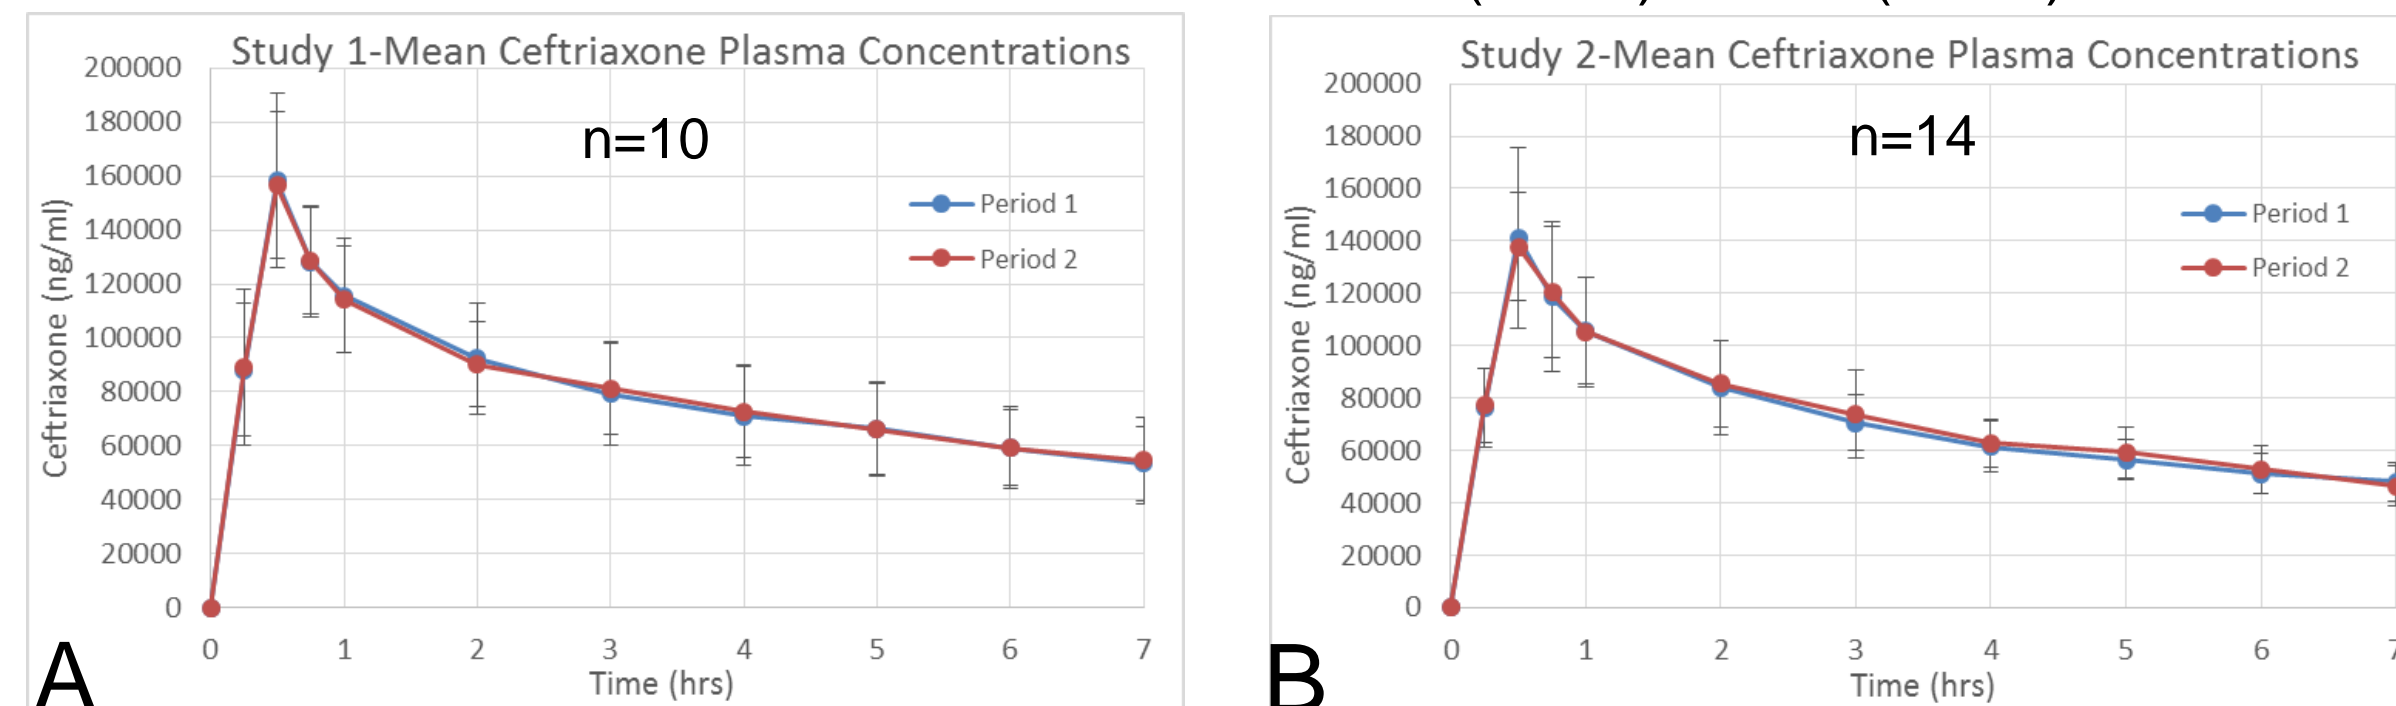 Study 1-Mean Ceftriaxone Plasma Concentrations
200000
180000
160000
140000
120000
100000
80000
60000
40000
20000
0
Ceftriaxone (ng/ml)
n=10
Period 1
Period 2
0 1 2 3 4 5 6 7
Time (hrs)
A
Study 2-Mean Ceftriaxone Plasma Concentrations
200000
180000
160000
140000
120000
100000
80000
60000
40000
20000
0
Ceftriaxone (ng/ml)
n=14
Period 1
Period 2
0 1 2 3 4 5 6 7
Time (hrs)
B